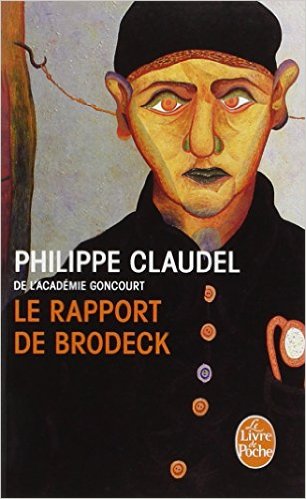 PHILIPPE CLAUDEL
DE L'ACADÉMIE GONCOURT
LE RAPPORT
DE BRODECK
Le
Livre
de
Poche